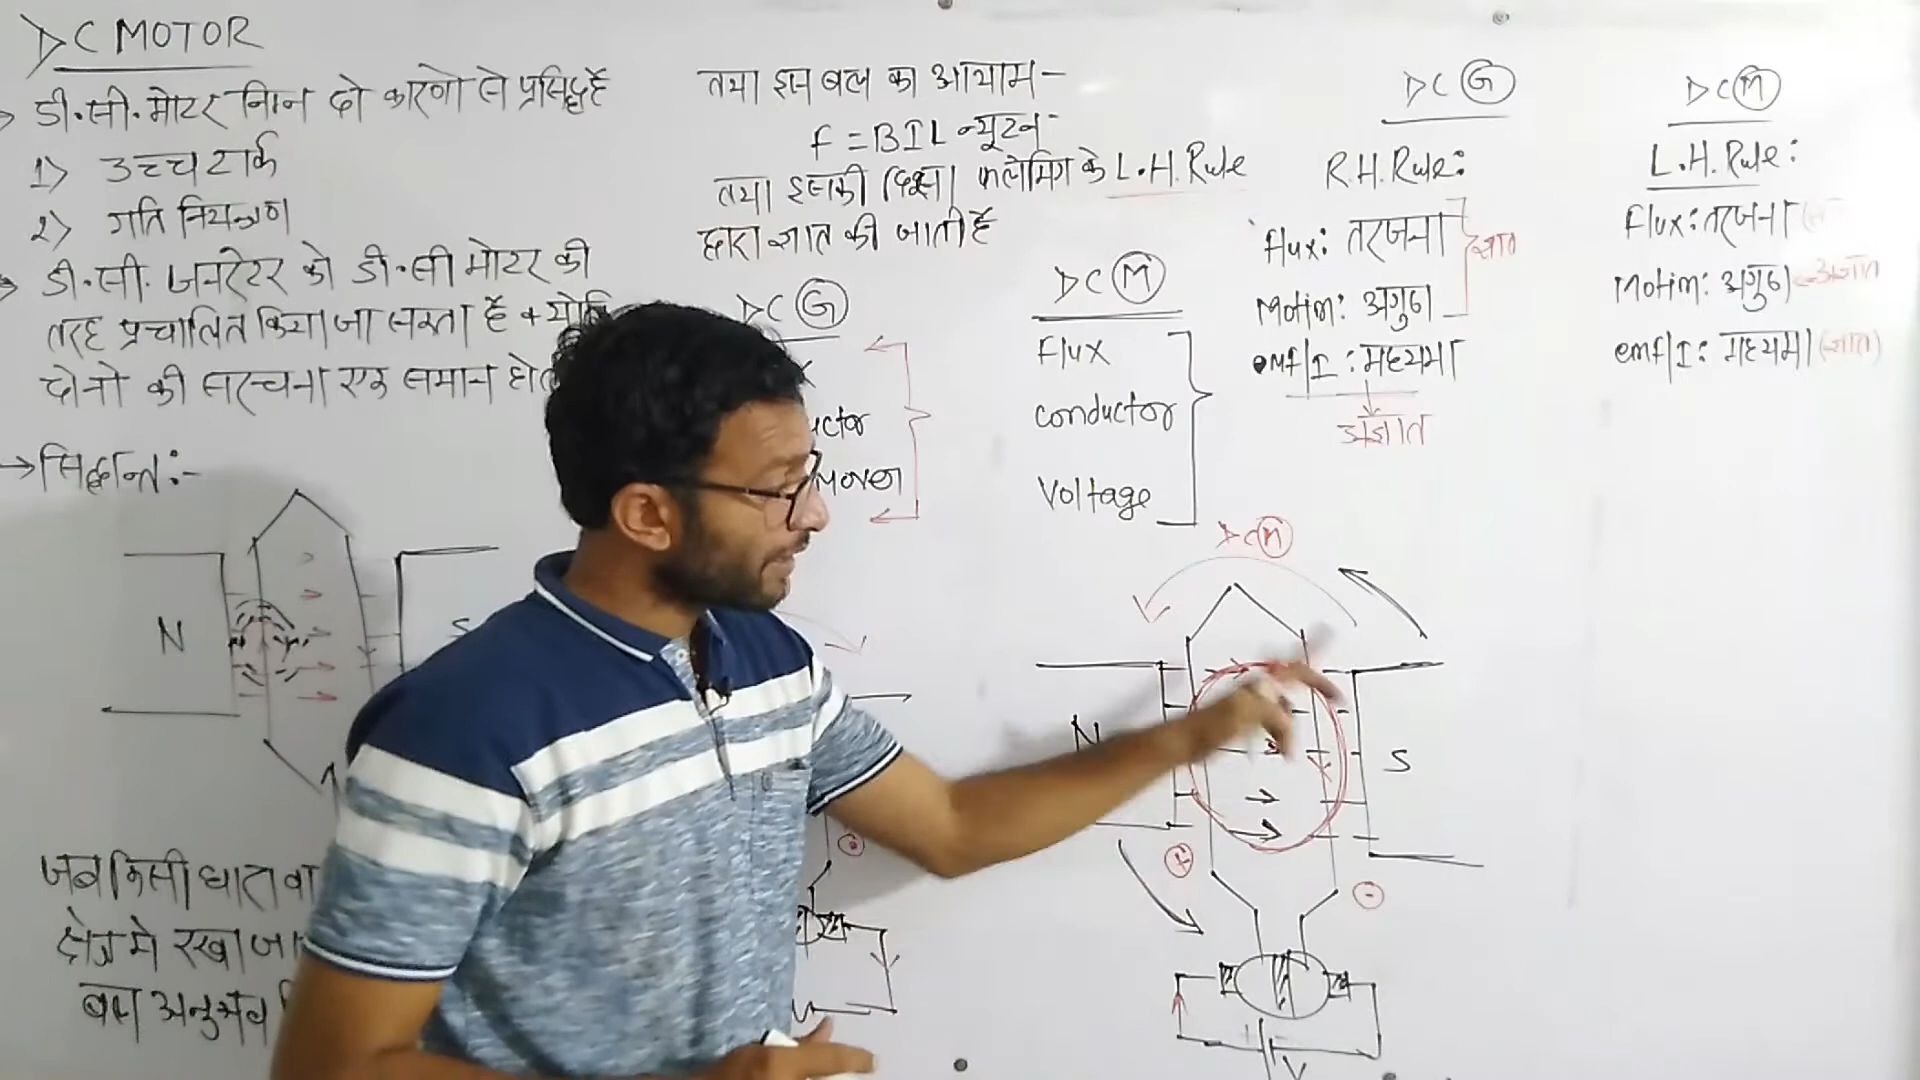 DC MOTOR
डी.सी. मोटर निम्न दो कारणो से प्रसिद्ध है
1> उच्च टार्क
2> गति नियन्त्रण
डी.सी. जनरेटर को डी.सी मोटर की
तरह प्रचालित किया जा सकता है
दोनो की सरचना एक समान
→ सिद्धान्त:-
N
S
जब किसी धारा वा
क्षेत्र मे रखा जा
बल अनुभव
तथा इस बल का आयाम-
f = BIL न्यूटन
तथा इसकी दिशा फ्लेमिंग के L.H. Rule
द्वारा ज्ञात की जाती है
DC G
DC M
Flux
conductor
Voltage
DC G
R.H. Rule:
flux: तरजना
Motion: अगुठा
ज्ञात
emf|I: मध्यमा
अज्ञात
DC M
L.H. Rule:
Flux: तरजना
Motion: अगुठा अज्ञात
emf|I: मध्यमा (ज्ञात)
DC M
N
S
+
-
+
V